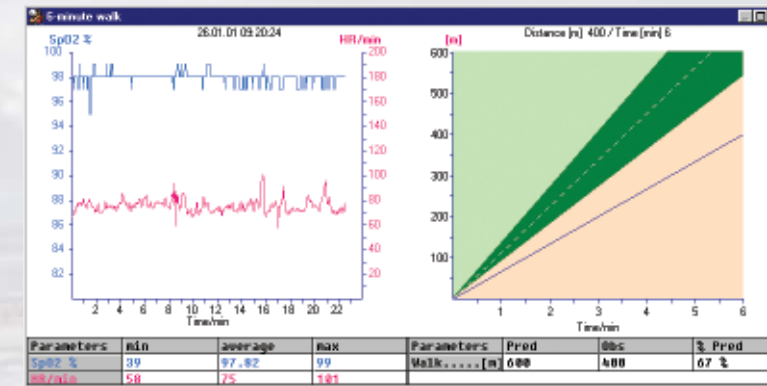 6-minute walk
26.01.01 09:20:24
SpO2 %
HR/min
100
98
96
94
92
90
88
86
84
82
200
180
160
140
120
100
80
60
40
20
2 4 6 8 10 12 14 16 18 20 22
Time/min
Distance [m] 400 / Time [min] 6
[m]
600
500
400
300
200
100
1 2 3 4 5 6
Time/min
Parameters min average max
SpO2 % 39 97.82 99
HR/min 58 75 101
Parameters Pred Obs % Pred
Walk.....[m] 600 400 67 %